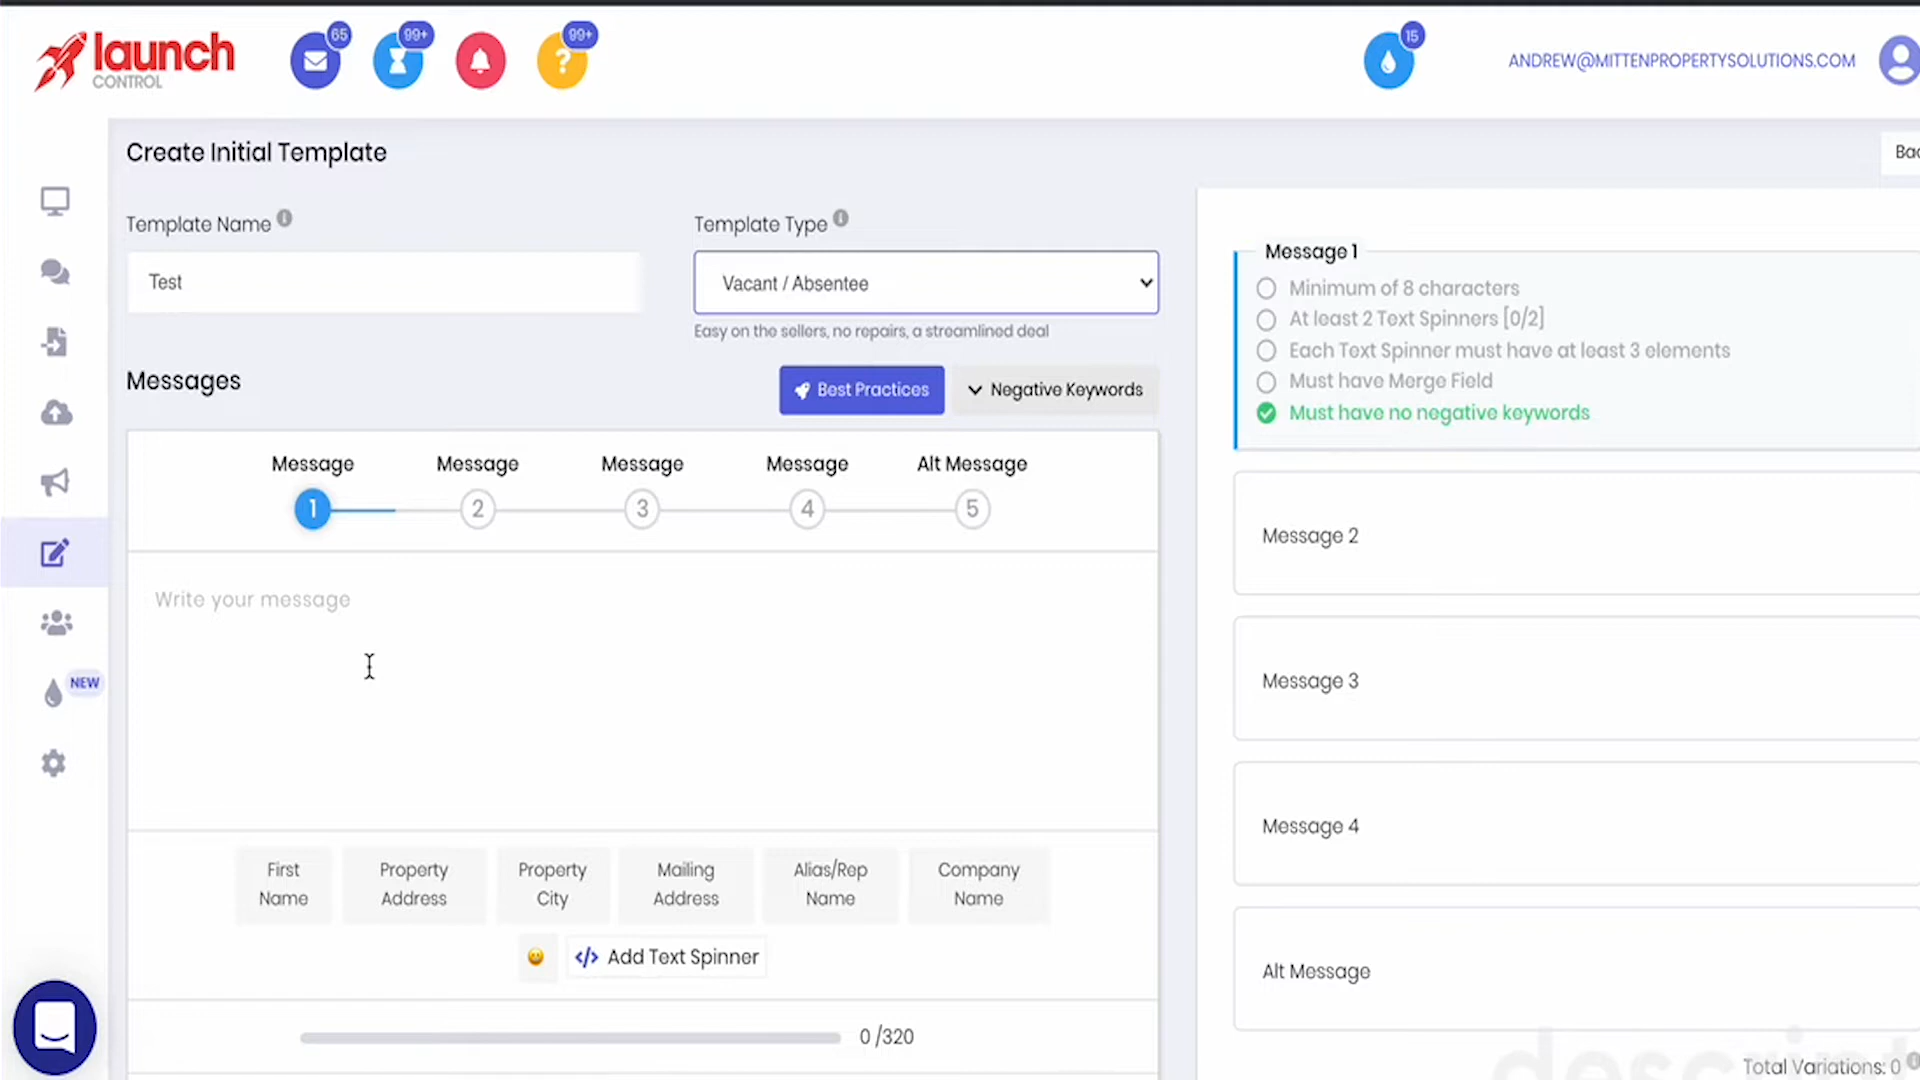 launch
CONTROL
65
99+
99+
?
15
ANDREW@MITTENPROPERTYSOLUTIONS.COM
Create Initial Template
Template Name
Template Type
Test
Vacant / Absentee
Easy on the sellers, no repairs, a streamlined deal
Messages
Best Practices
Negative Keywords
Message
Message
Message
Message
Alt Message
1
2
3
4
5
Write your message
NEW
First Name
Property Address
Property City
Mailing Address
Alias/Rep Name
Company Name
</> Add Text Spinner
0 /320
Message 1
Minimum of 8 characters
At least 2 Text Spinners [0/2]
Each Text Spinner must have at least 3 elements
Must have Merge Field
Must have no negative keywords
Message 2
Message 3
Message 4
Alt Message
Total Variations: 0